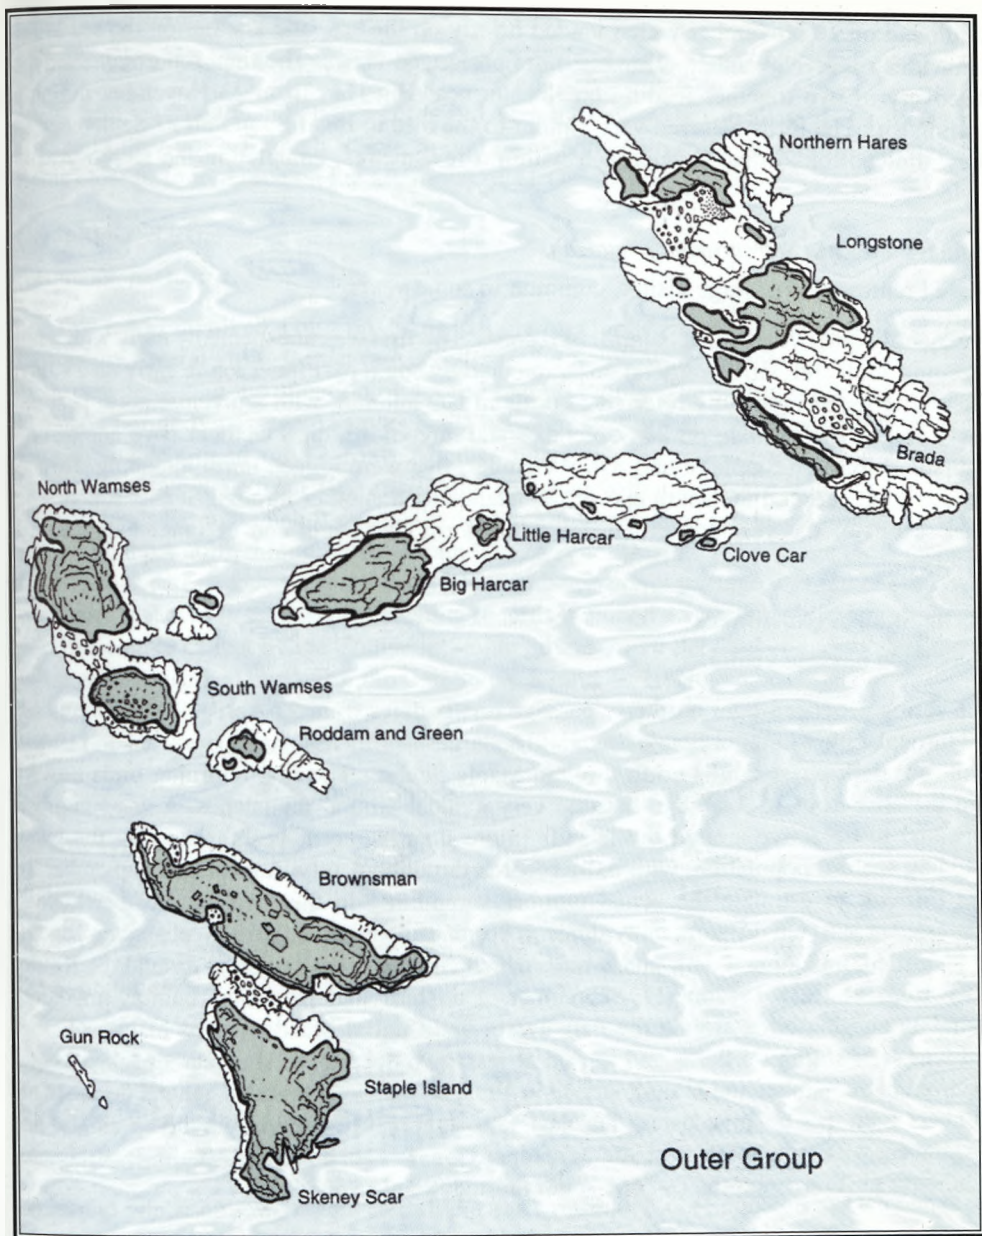 Northern Hares
Longstone
Brada
North Wamses
Little Harcar
Clove Car
Big Harcar
South Wamses
Roddam and Green
Brownsman
Gun Rock
Staple Island
Outer Group
Skeney Scar